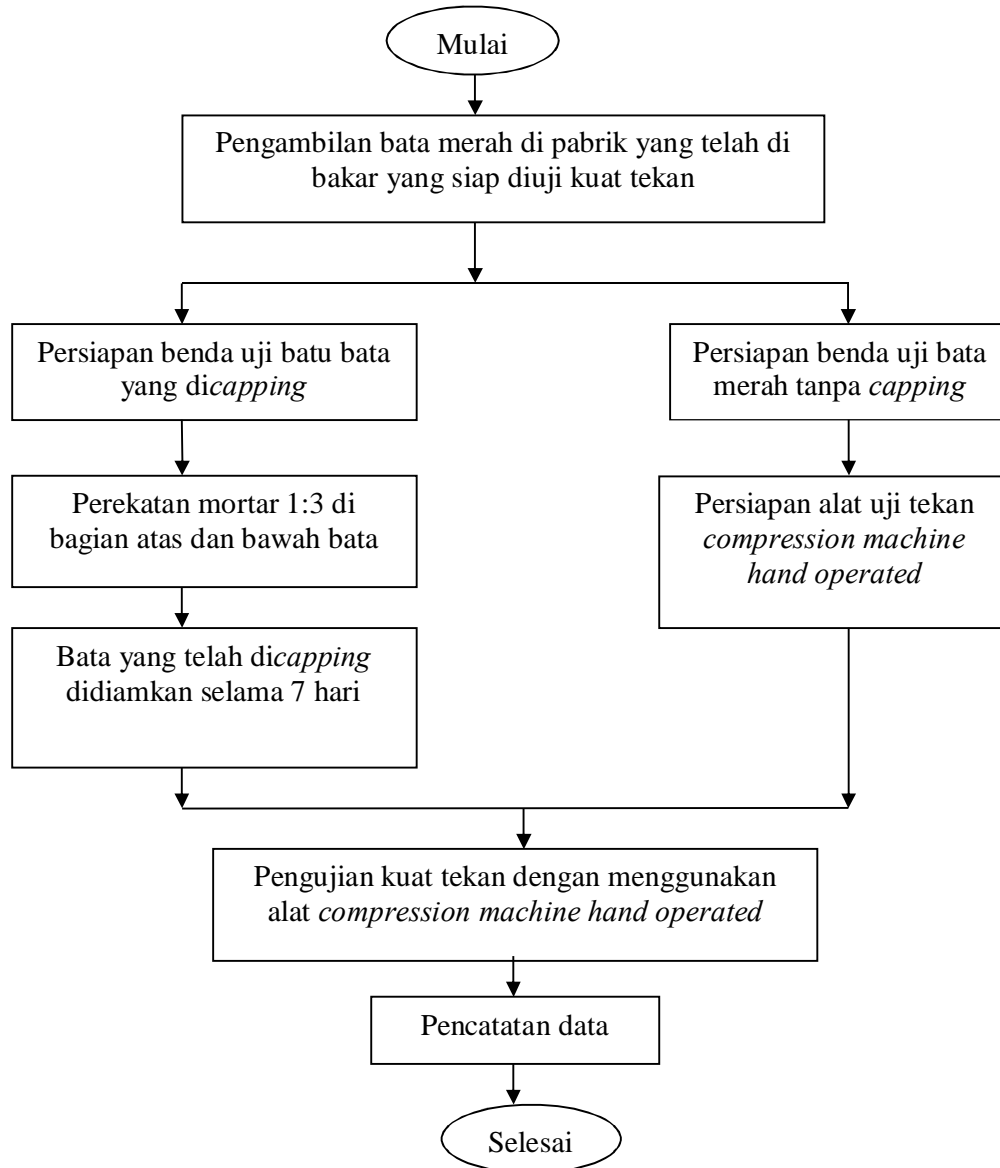 Mulai
Pengambilan bata merah di pabrik yang telah di
bakar yang siap diuji kuat tekan
Persiapan benda uji batu bata
yang dicapping
Perekatan mortar 1:3 di
bagian atas dan bawah bata
Bata yang telah dicapping
didiamkan selama 7 hari
Persiapan benda uji bata
merah tanpa capping
Persiapan alat uji tekan
compression machine
hand operated
Pengujian kuat tekan dengan menggunakan
alat compression machine hand operated
Pencatatan data
Selesai